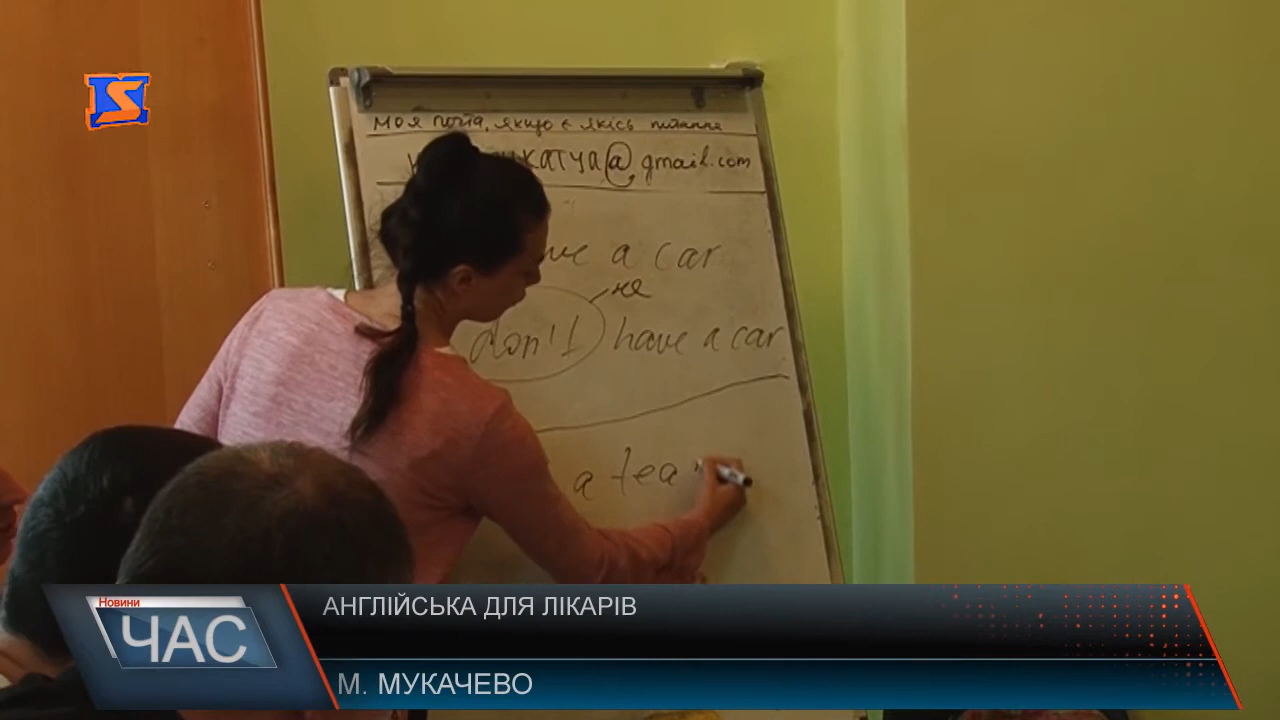 моя пошта, якщо є якісь питання
КАТУА@gmail.com
a car
не
don't have a car
a tea
Новини
ЧАС
АНГЛІЙСЬКА ДЛЯ ЛІКАРІВ
М. МУКАЧЕВО